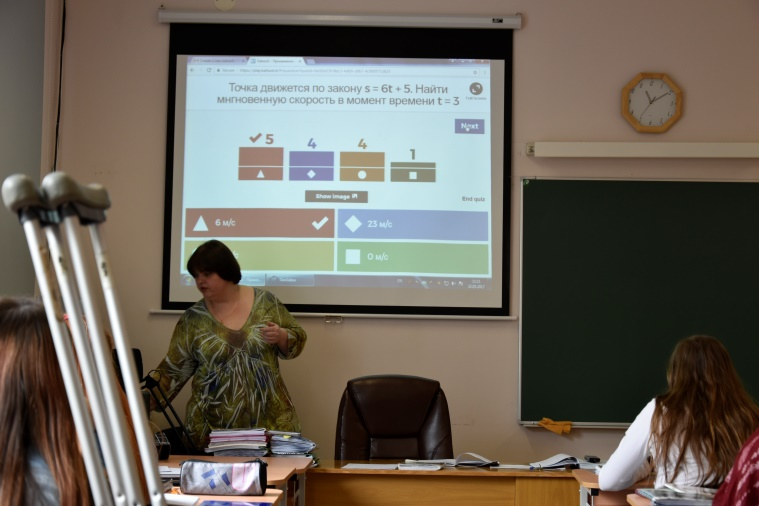 Точка движется по закону s = 6t + 5. Найти
мнгновенную скорость в момент времени t = 3
Next
5
4
4
1
Show image
End quiz
6 м/с
23 м/с
0 м/с